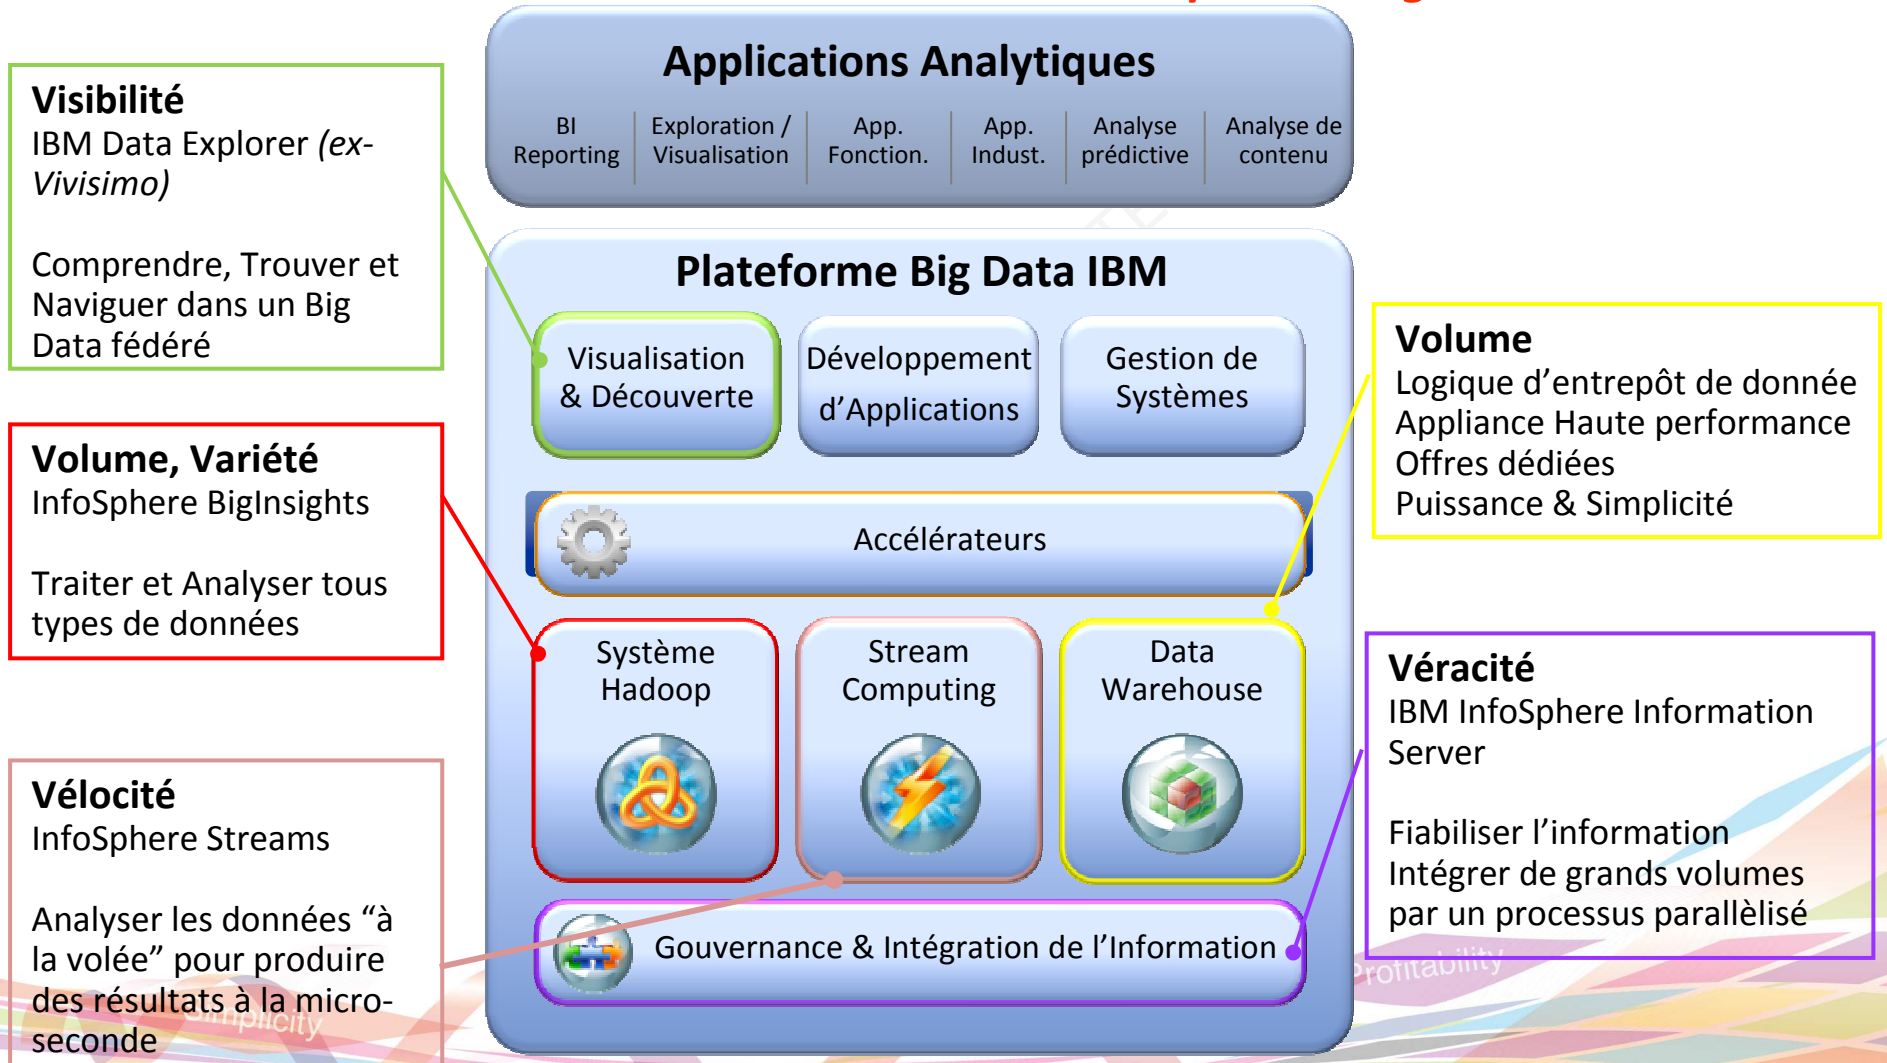 Applications Analytiques
BI
Reporting
Exploration /
Visualisation
App.
Fonction.
App.
Indust.
Analyse
prédictive
Analyse de
contenu
Visibilité
IBM Data Explorer (ex-
Vivisimo)
Comprendre, Trouver et
Naviguer dans un Big
Data fédéré
Volume, Variété
InfoSphere BigInsights
Traiter et Analyser tous
types de données
Vélocité
InfoSphere Streams
Analyser les données “à
la volée” pour produire
des résultats à la micro-
seconde
Plateforme Big Data IBM
Visualisation
& Découverte
Développement
d’Applications
Gestion de
Systèmes
Accélérateurs
Système
Hadoop
Stream
Computing
Data
Warehouse
Gouvernance & Intégration de l’Information
Volume
Logique d’entrepôt de donnée
Appliance Haute performance
Offres dédiées
Puissance & Simplicité
Véracité
IBM InfoSphere Information
Server
Fiabiliser l’information
Intégrer de grands volumes
par un processus parallèlisé
Simplicity
Profitability